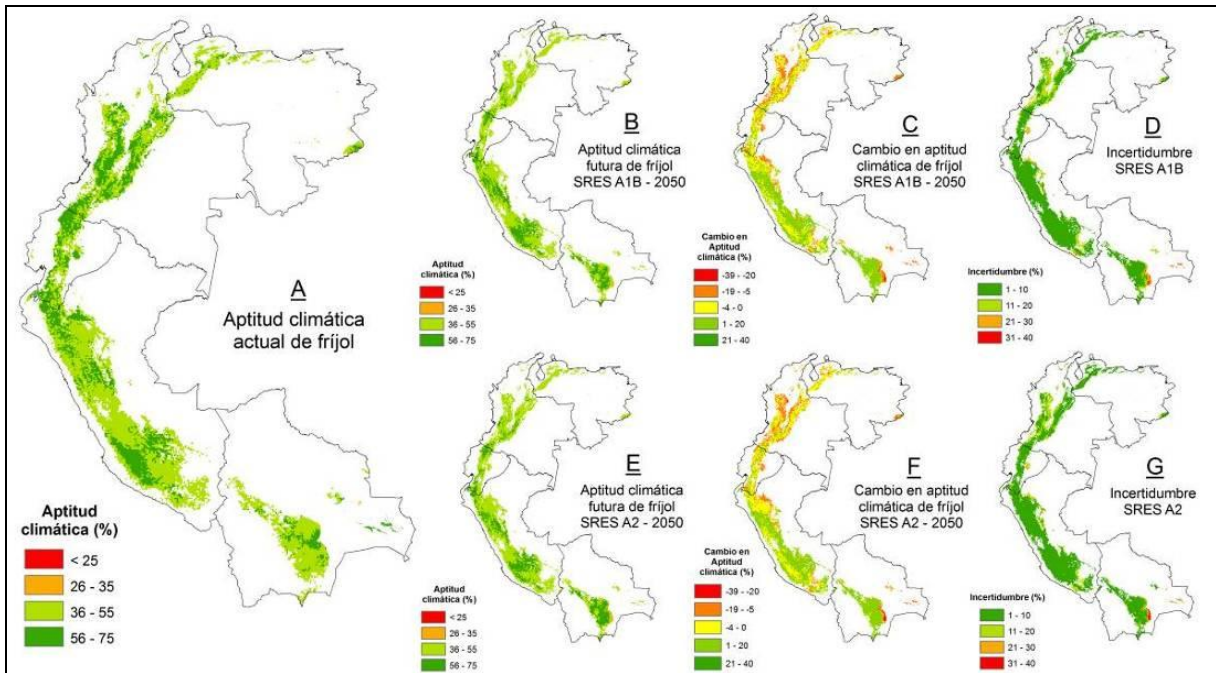 A
Aptitud climática
actual de fríjol
Aptitud
climática (%)
< 25
26 - 35
36 - 55
56 - 75
B
Aptitud climática
futura de fríjol
SRES A1B - 2050
Aptitud
climática (%)
< 25
26 - 35
36 - 55
56 - 75
C
Cambio en aptitud
climática de fríjol
SRES A1B - 2050
Cambio en
Aptitud
climática (%)
-39 - -20
-19 - -5
-4 - 0
1 - 20
21 - 40
D
Incertidumbre
SRES A1B
Incertidumbre (%)
1 - 10
11 - 20
21 - 30
31 - 40
E
Aptitud climática
futura de fríjol
SRES A2 - 2050
Aptitud
climática (%)
< 25
26 - 35
36 - 55
56 - 75
F
Cambio en aptitud
climática de fríjol
SRES A2 - 2050
Cambio en
Aptitud
climática (%)
-39 - -20
-19 - -5
-4 - 0
1 - 20
21 - 40
G
Incertidumbre
SRES A2
Incertidumbre (%)
1 - 10
11 - 20
21 - 30
31 - 40